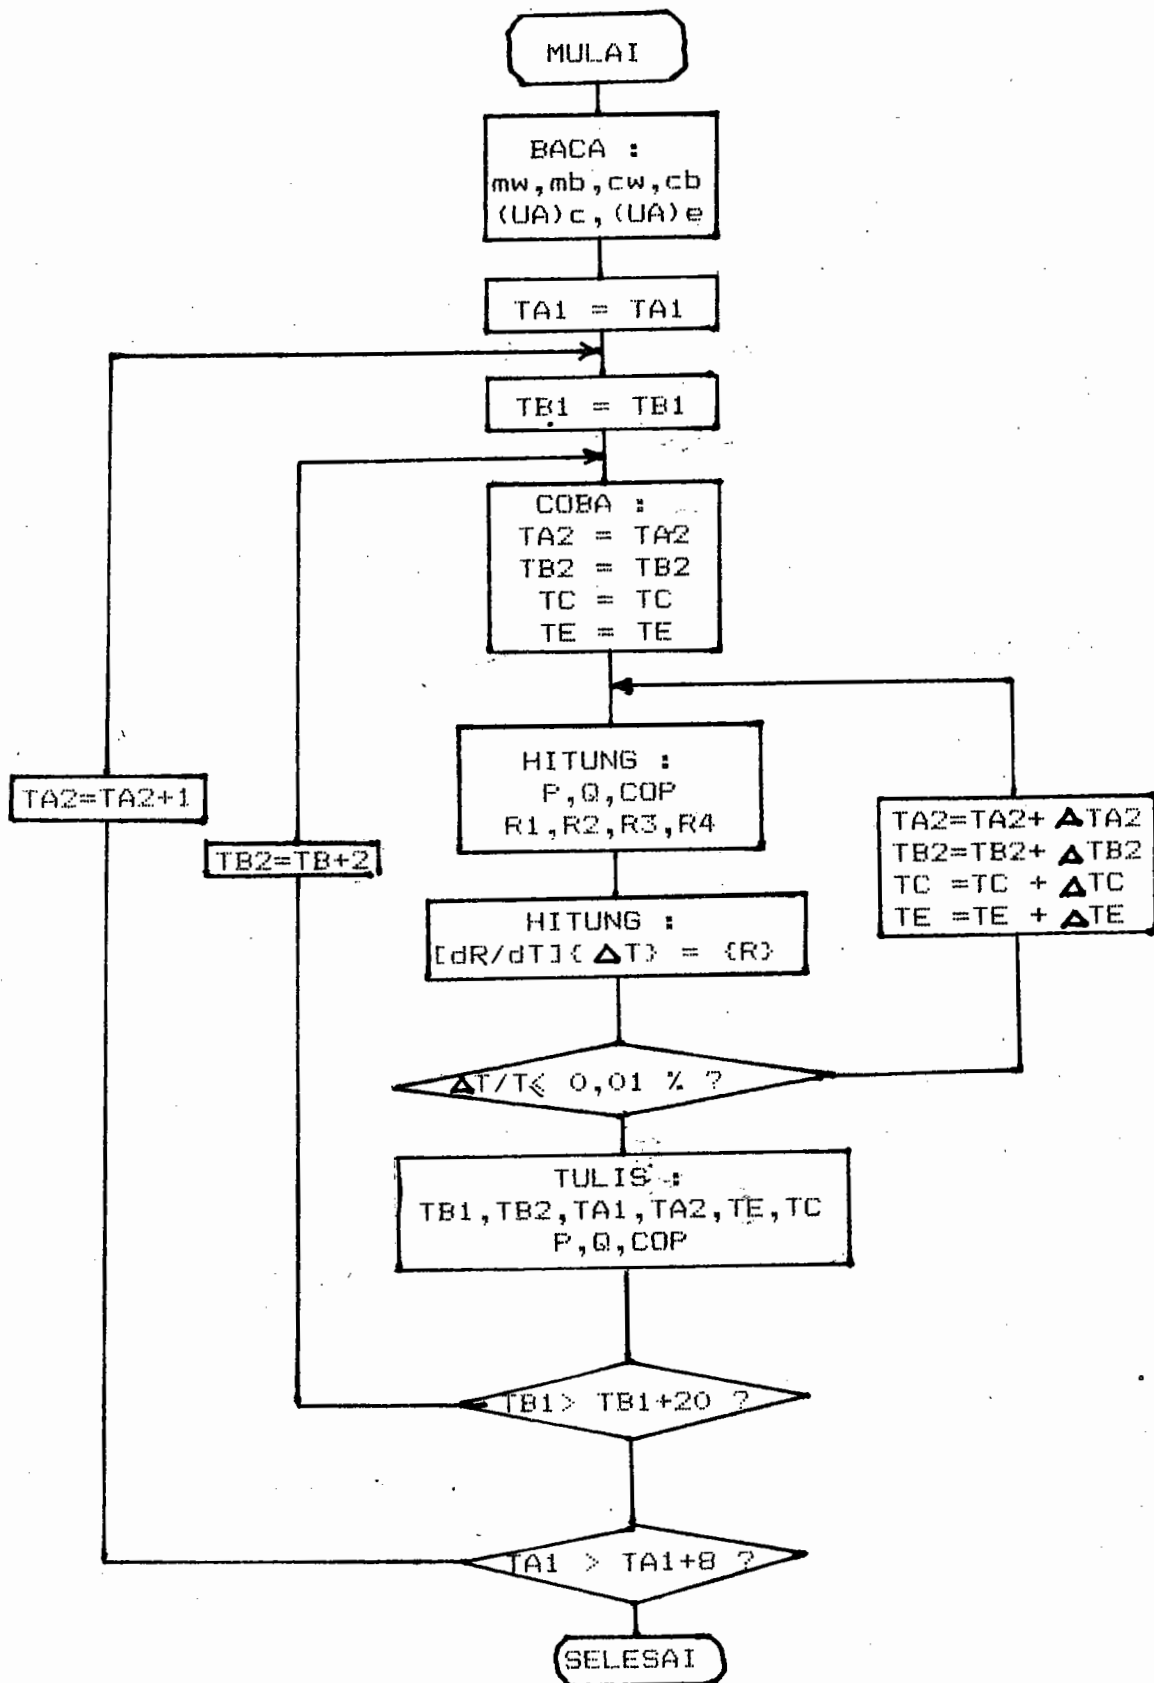 MULAI
BACA :
mw,mb,cw,cb
(UA)c,(UA)e
TA1 = TA1
TB1 = TB1
COBA :
TA2 = TA2
TB2 = TB2
TC = TC
TE = TE
HITUNG :
P,Q,COP
R1,R2,R3,R4
TA2=TA2+1
TB2=TB+2
TA2=TA2+ ΔTA2
TB2=TB2+ ΔTB2
TC =TC + ΔTC
TE =TE + ΔTE
HITUNG :
[dR/dT]{ ΔT} = {R}
ΔT/T≤ 0,01 % ?
TULIS :
TB1,TB2,TA1,TA2,TE,TC
P,Q,COP
TB1> TB1+20 ?
TA1 > TA1+8 ?
SELESAI